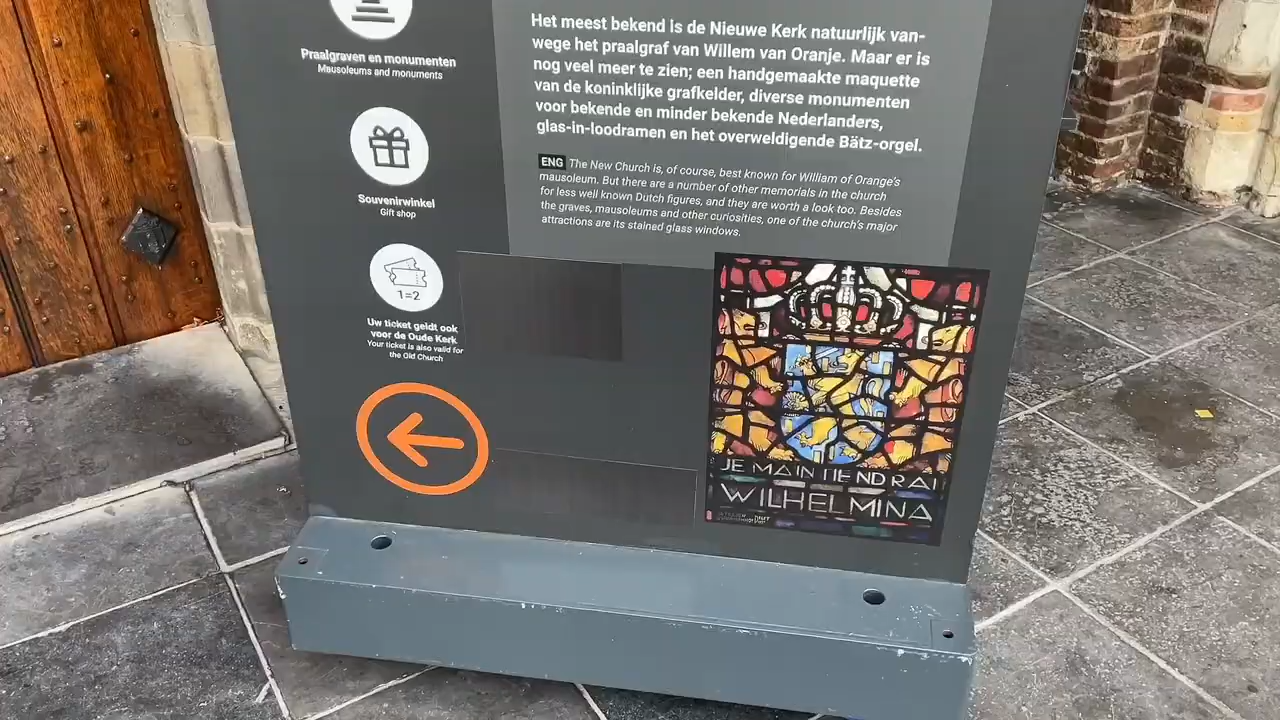 Praalgraven en monumenten
Mausoleums and monuments
Souvenirwinkel
Gift shop
1=2
Uw ticket geldt ook
voor de Oude Kerk
Your ticket is also valid for
the Old Church
Het meest bekend is de Nieuwe Kerk natuurlijk van-
wege het praalgraf van Willem van Oranje. Maar er is
nog veel meer te zien; een handgemaakte maquette
van de koninklijke grafkelder, diverse monumenten
voor bekende en minder bekende Nederlanders,
glas-in-loodramen en het overweldigende Bätz-orgel.
ENG The New Church is, of course, best known for William of Orange's
mausoleum. But there are a number of other memorials in the church
for less well known Dutch figures, and they are worth a look too. Besides
the graves, mausoleums and other curiosities, one of the church's major
attractions are its stained glass windows.
JE MAINTIENDRAI
WILHELMINA